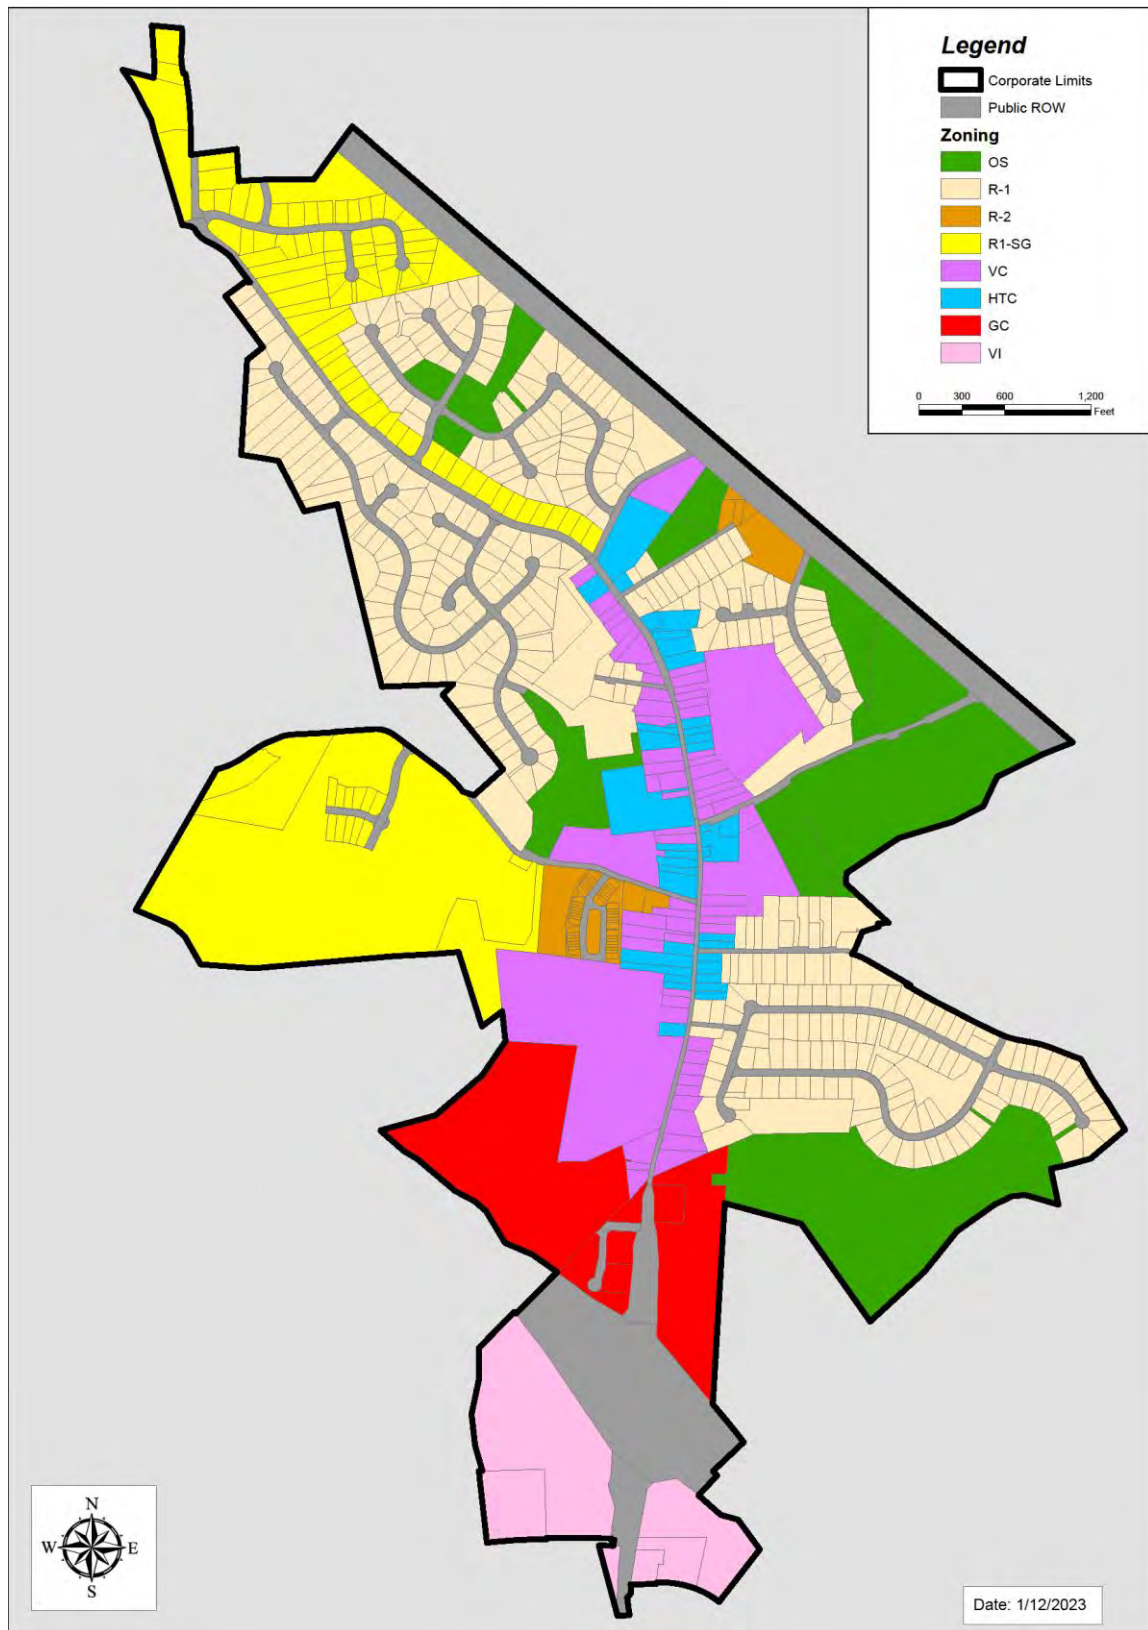 Legend
Corporate Limits
Public ROW
Zoning
OS
R-1
R-2
R1-SG
VC
HTC
GC
VI
0 300 600 1,200
Feet
N
W E
S
Date: 1/12/2023